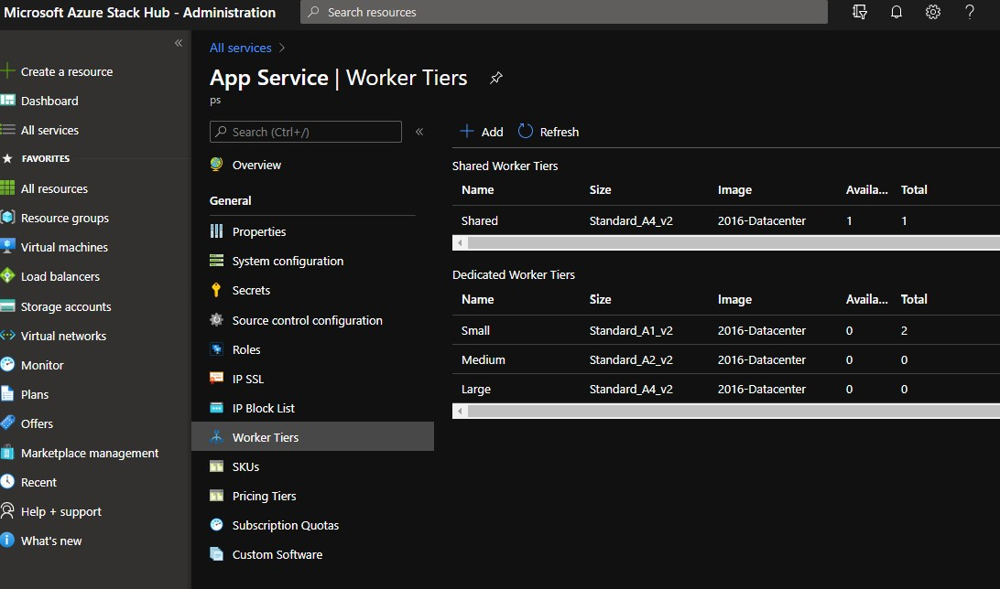 Microsoft Azure Stack Hub - Administration
Search resources
Create a resource
Dashboard
All services
FAVORITES
All resources
Resource groups
Virtual machines
Load balancers
Storage accounts
Virtual networks
Monitor
Plans
Offers
Marketplace management
Recent
Help + support
What's new
All services
App Service | Worker Tiers
ps
Search (Ctrl+/)
Overview
General
Properties
System configuration
Secrets
Source control configuration
Roles
IP SSL
IP Block List
Worker Tiers
SKUs
Pricing Tiers
Subscription Quotas
Custom Software
Add Refresh
Shared Worker Tiers
Name Size Image Availa... Total
Shared Standard_A4_v2 2016-Datacenter 1 1
Dedicated Worker Tiers
Name Size Image Availa... Total
Small Standard_A1_v2 2016-Datacenter 0 2
Medium Standard_A2_v2 2016-Datacenter 0 0
Large Standard_A4_v2 2016-Datacenter 0 0